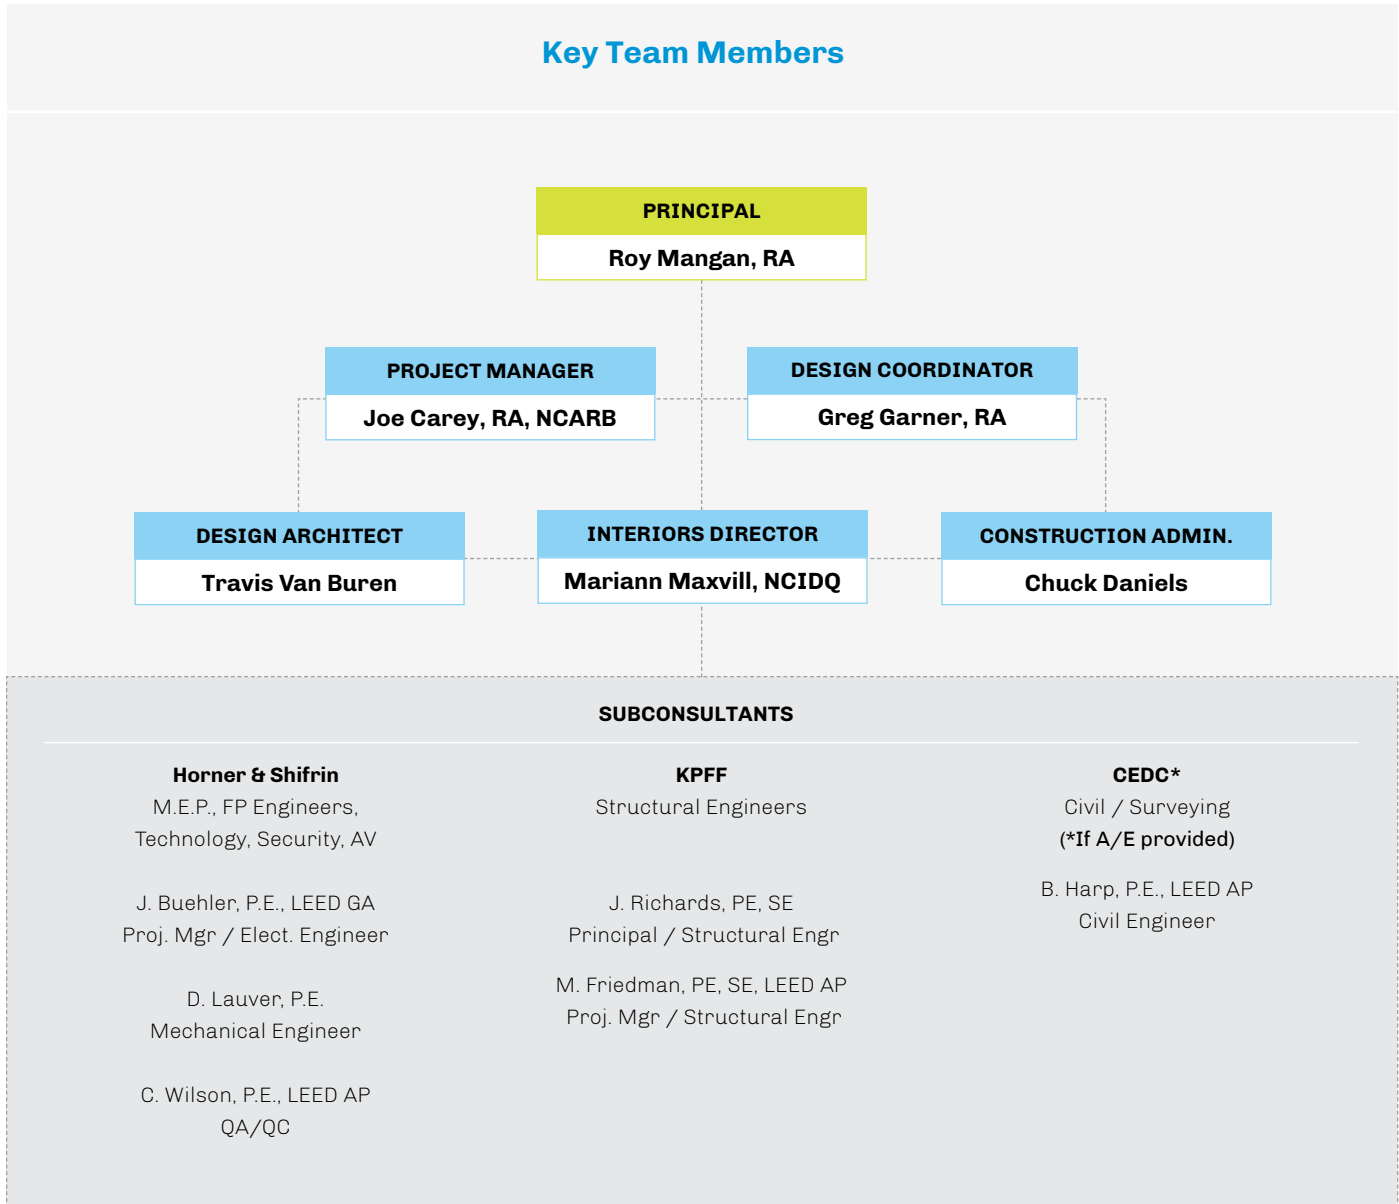 Key Team Members
PRINCIPAL
Roy Mangan, RA
PROJECT MANAGER
Joe Carey, RA, NCARB
DESIGN COORDINATOR
Greg Garner, RA
DESIGN ARCHITECT
Travis Van Buren
INTERIORS DIRECTOR
Mariann Maxvill, NCIDQ
CONSTRUCTION ADMIN.
Chuck Daniels
SUBCONSULTANTS
Horner & Shifrin
M.E.P., FP Engineers,
Technology, Security, AV
J. Buehler, P.E., LEED GA
Proj. Mgr / Elect. Engineer
D. Lauver, P.E.
Mechanical Engineer
C. Wilson, P.E., LEED AP
QA/QC
KPFF
Structural Engineers
J. Richards, PE, SE
Principal / Structural Engr
M. Friedman, PE, SE, LEED AP
Proj. Mgr / Structural Engr
CEDC*
Civil / Surveying
(*If A/E provided)
B. Harp, P.E., LEED AP
Civil Engineer